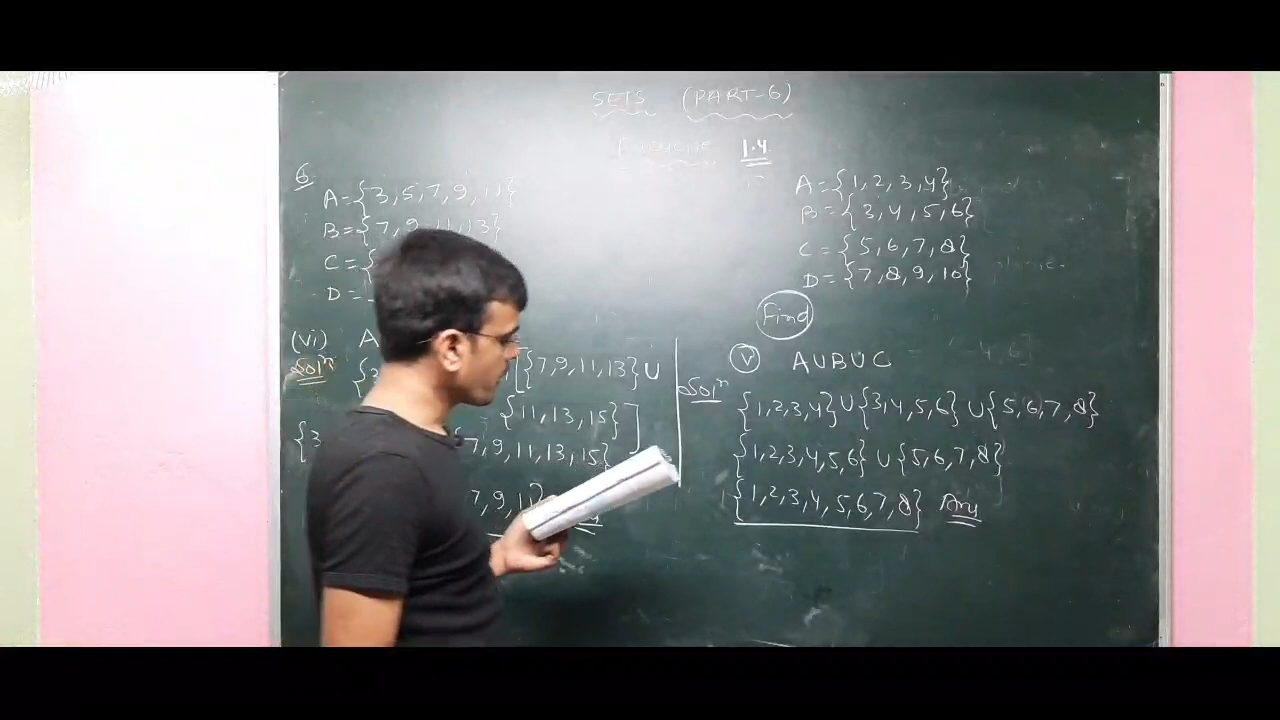 SETS (PART-6)
Exercise 1.4
6
A={3,5,7,9,11}
B={7,9,11,13}
C={
D=
(vi) A
Solⁿ
[{7,9,11,13} ∪
{11,13,15}]
{3
7,9,11,13,15}
7,9,11}
A={1,2,3,4}
B={3,4,5,6}
C={5,6,7,8}
D={7,8,9,10}
Find
(v) A∪B∪C
Solⁿ {1,2,3,4}∪{3,4,5,6} ∪{5,6,7,8}
{1,2,3,4,5,6} ∪{5,6,7,8}
{1,2,3,4,5,6,7,8} Ans